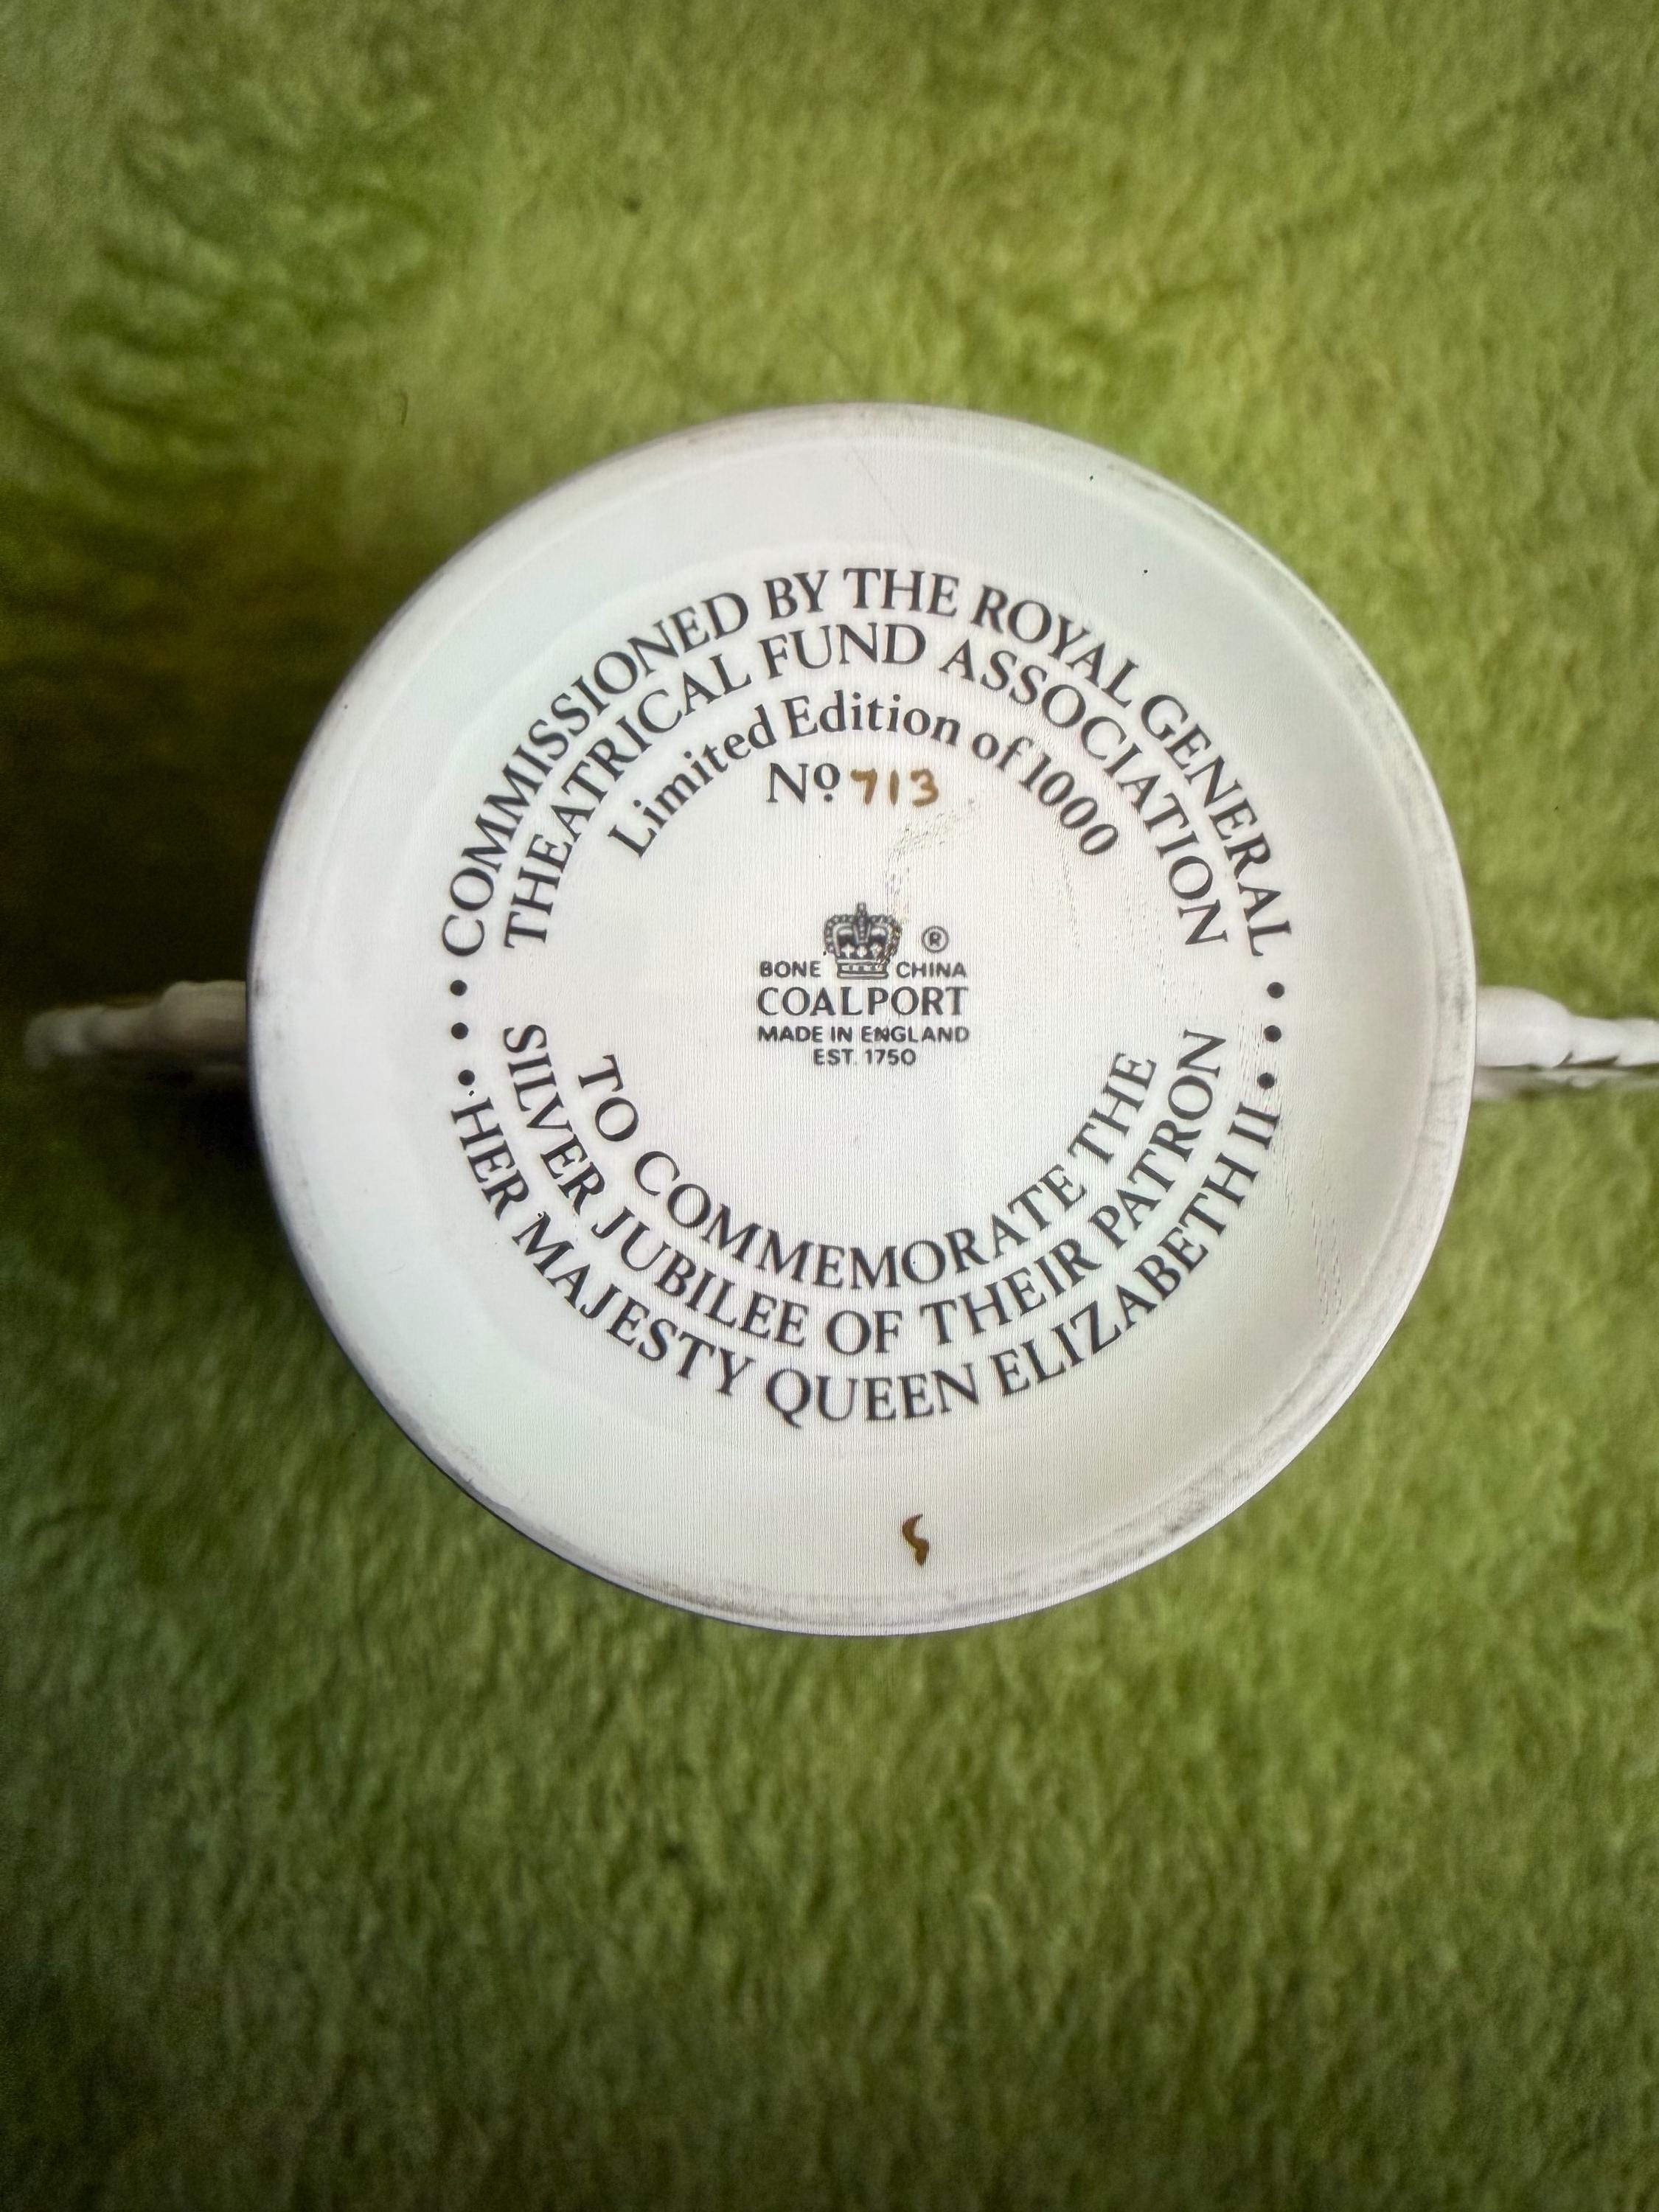 COMMISSIONED BY THE ROYAL GENERAL
THEATRICAL FUND ASSOCIATION
Limited Edition of 1000
Nº 713
®
BONE CHINA
COALPORT
MADE IN ENGLAND
EST. 1750
TO COMMEMORATE THE
SILVER JUBILEE OF THEIR PATRON
HER MAJESTY QUEEN ELIZABETH II